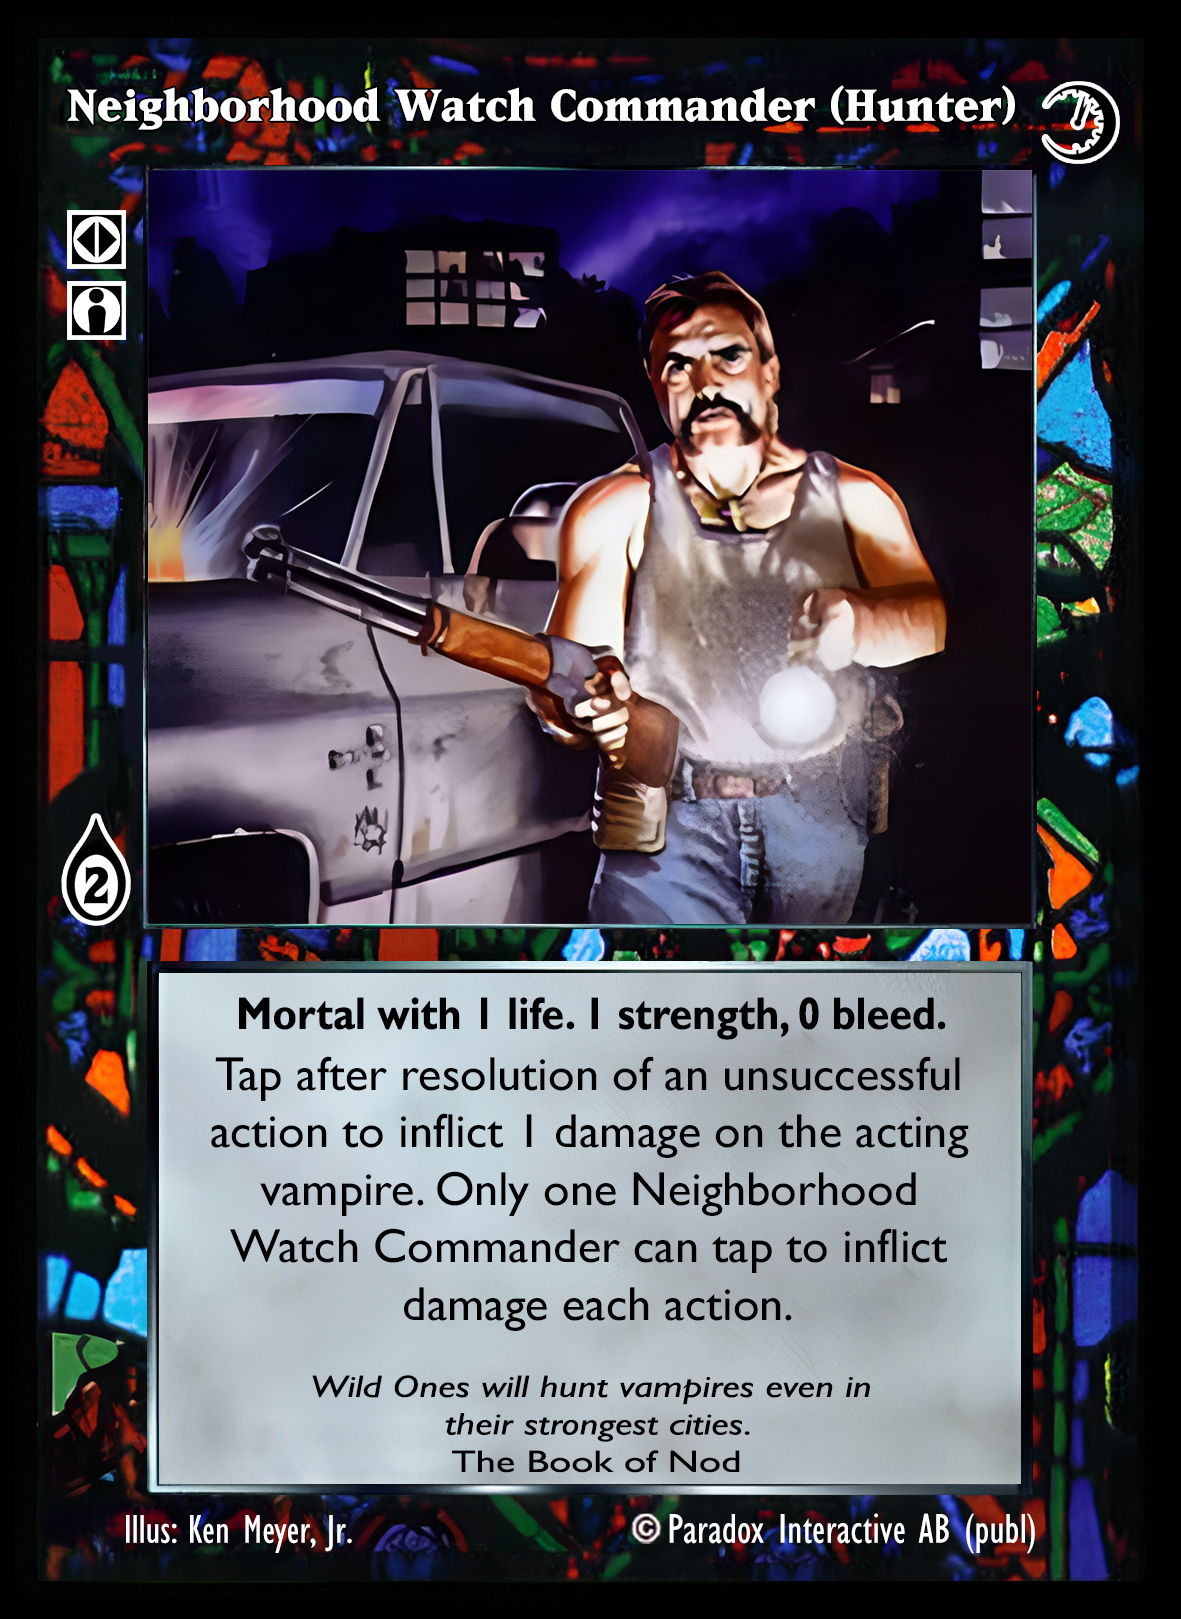 Neighborhood Watch Commander (Hunter)
2
Mortal with 1 life. 1 strength, 0 bleed.
Tap after resolution of an unsuccessful
action to inflict 1 damage on the acting
vampire. Only one Neighborhood
Watch Commander can tap to inflict
damage each action.
Wild Ones will hunt vampires even in
their strongest cities.
The Book of Nod
Illus: Ken Meyer, Jr.
© Paradox Interactive AB (publ)